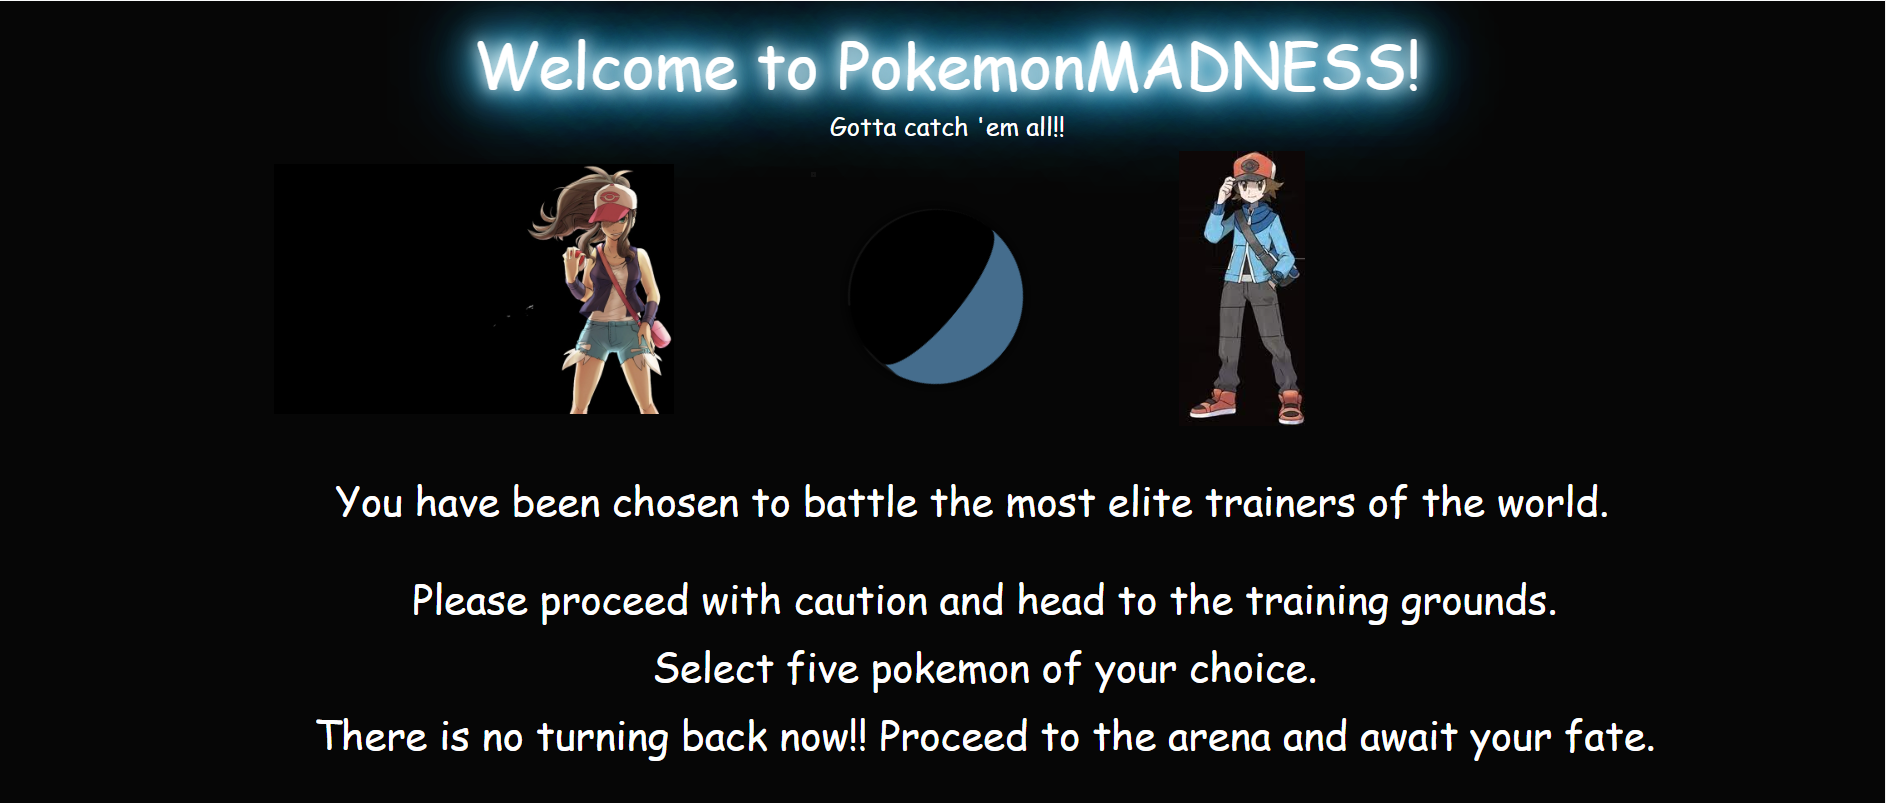 Welcome to PokemonMADNESS!
Gotta catch 'em all!!
You have been chosen to battle the most elite trainers of the world.
Please proceed with caution and head to the training grounds.
Select five pokemon of your choice.
There is no turning back now!! Proceed to the arena and await your fate.